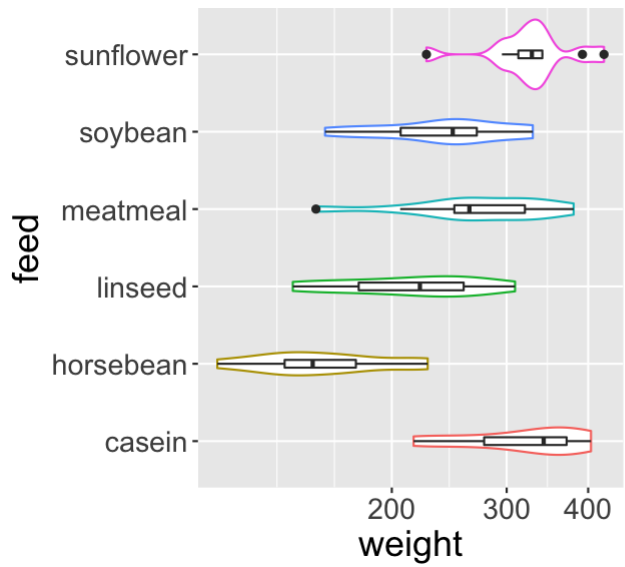 sunflower
soybean
meatmeal
linseed
horsebean
casein
feed
200 300 400
weight